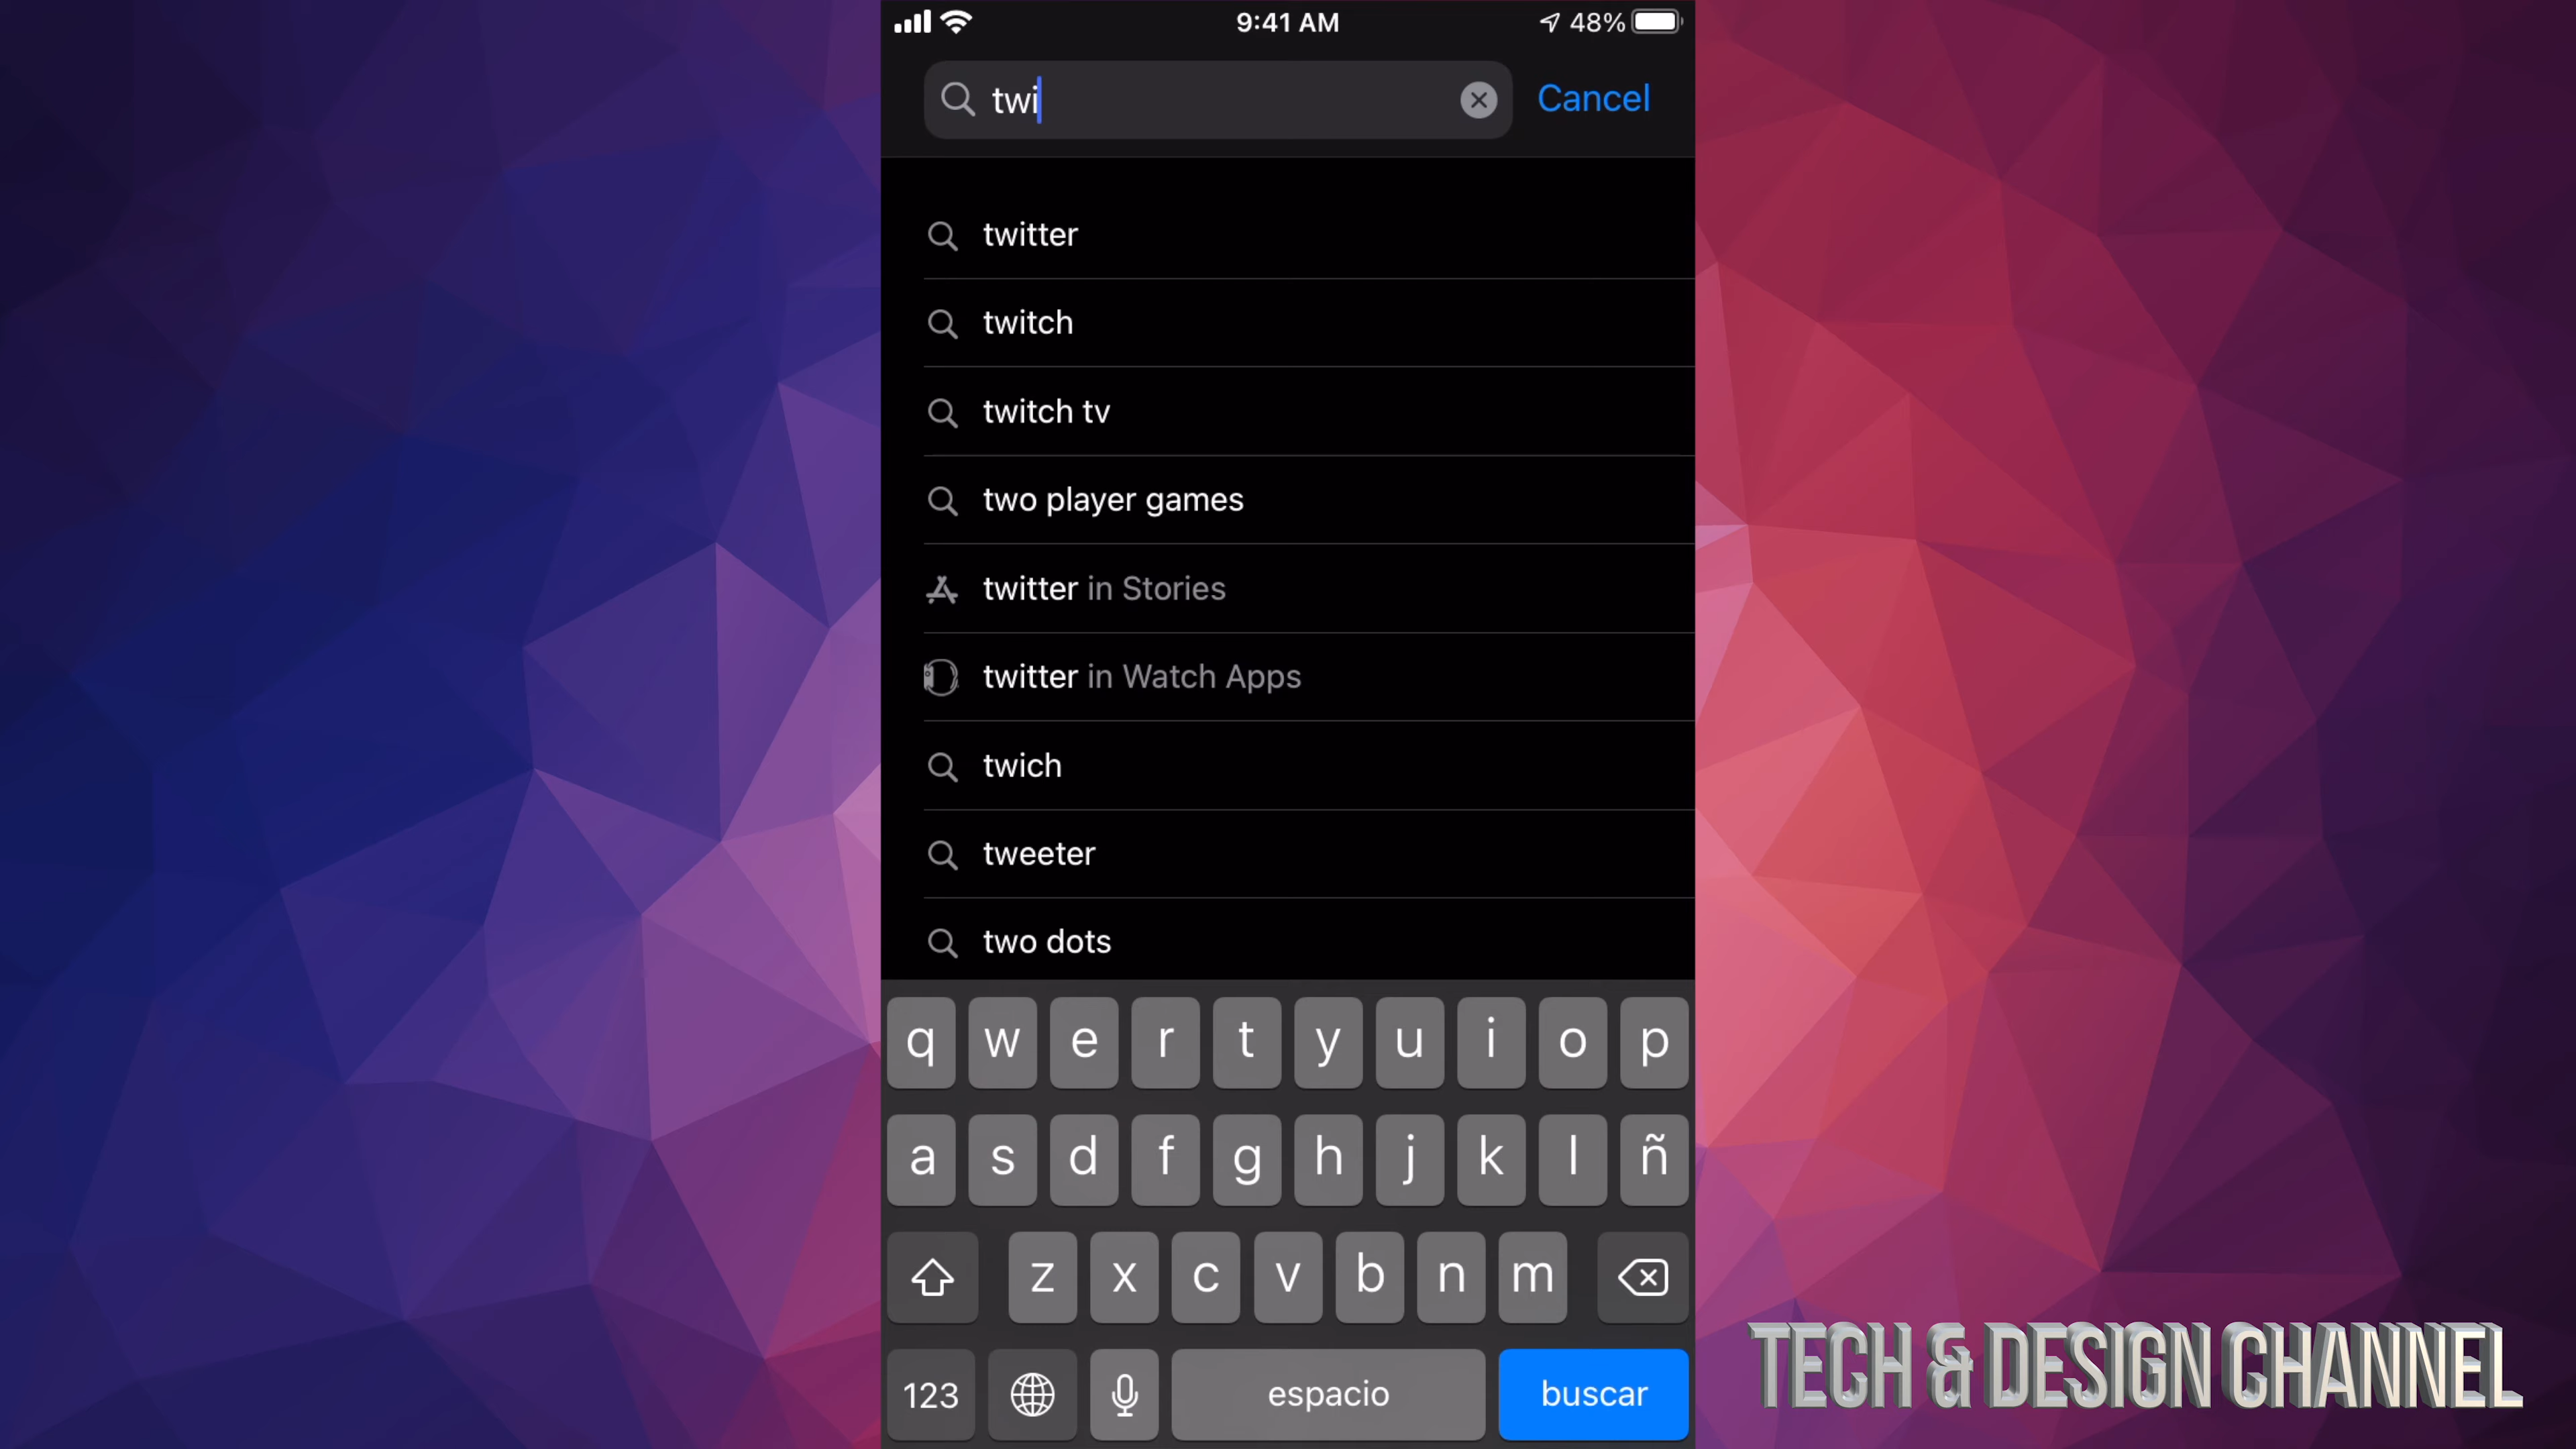 9:41 AM
48%
twi
Cancel
twitter
twitch
twitch tv
two player games
twitter in Stories
twitter in Watch Apps
twich
tweeter
two dots
q w e r t y u i o p
a s d f g h j k l ñ
z x c v b n m
123 espacio buscar
TECH & DESIGN CHANNEL